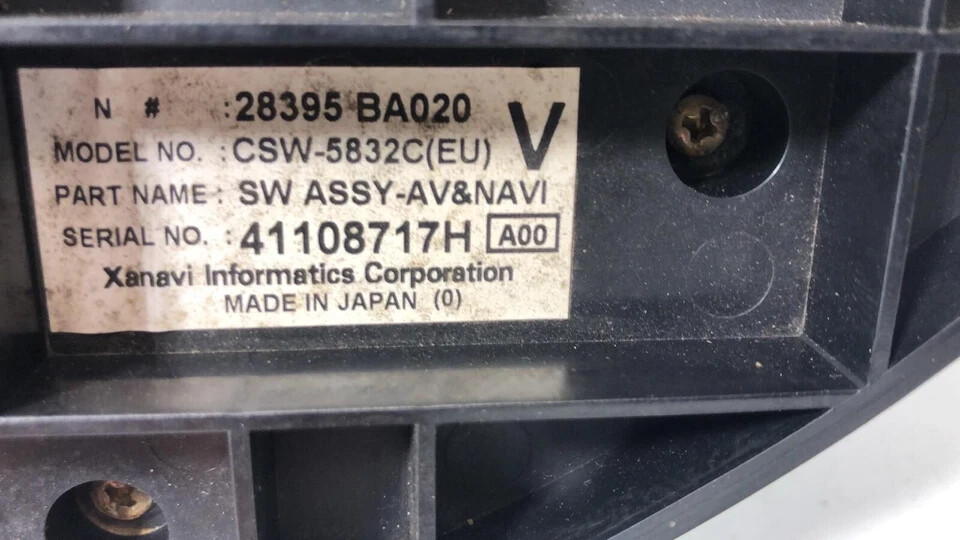 N # : 28395 BA020 V
MODEL NO. : CSW-5832C(EU)
PART NAME : SW ASSY-AV&NAVI
SERIAL NO. : 41108717H A00
Xanavi Informatics Corporation
MADE IN JAPAN (0)